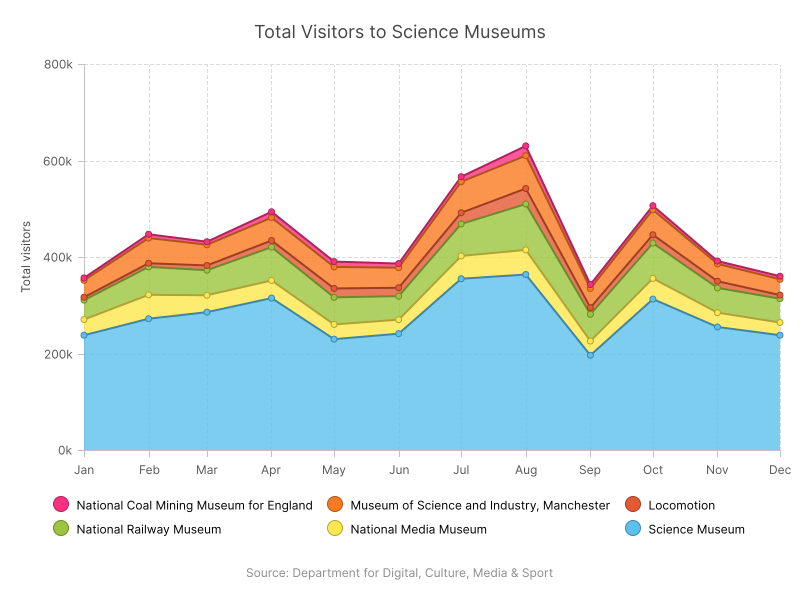 Total Visitors to Science Museums
800k
600k
400k
200k
0k
Total visitors
Jan Feb Mar Apr May Jun Jul Aug Sep Oct Nov Dec
National Coal Mining Museum for England Museum of Science and Industry, Manchester Locomotion
National Railway Museum National Media Museum Science Museum
Source: Department for Digital, Culture, Media & Sport